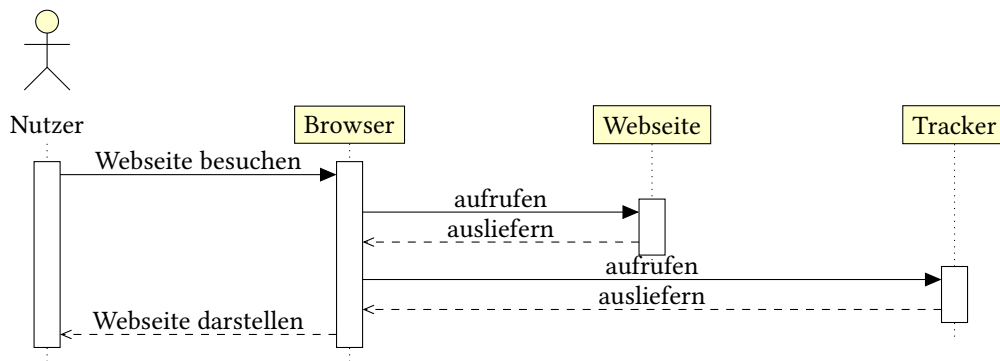 Nutzer
Browser
Webseite
Tracker
Webseite besuchen
aufrufen
ausliefern
aufrufen
ausliefern
Webseite darstellen